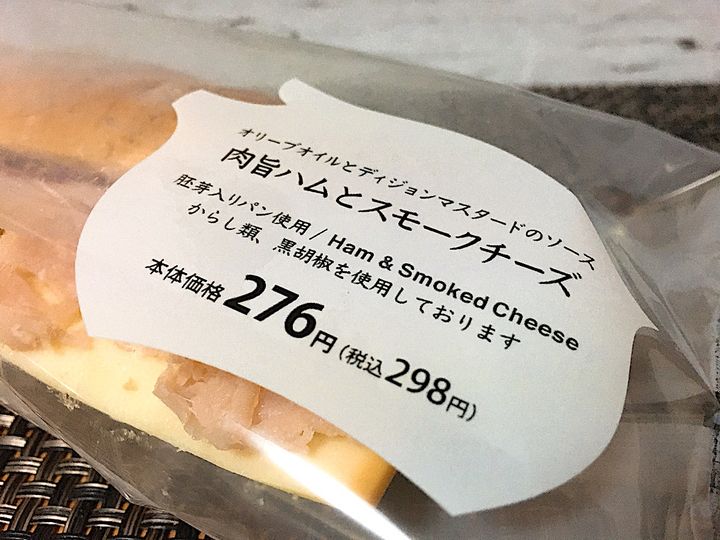 オリーブオイルとディジョンマスタードのソース
肉旨ハムとスモークチーズ
胚芽入りパン使用 / Ham & Smoked Cheese
からし類、黒胡椒を使用しております
本体価格 276円 (税込 298円)